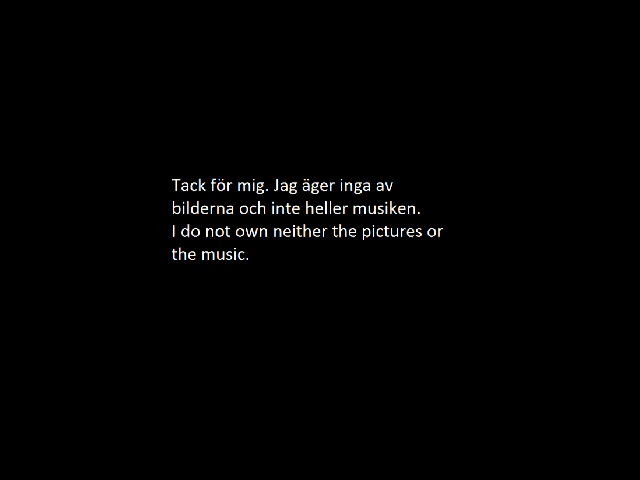 Tack för mig. Jag äger inga av
bilderna och inte heller musiken.
I do not own neither the pictures or
the music.